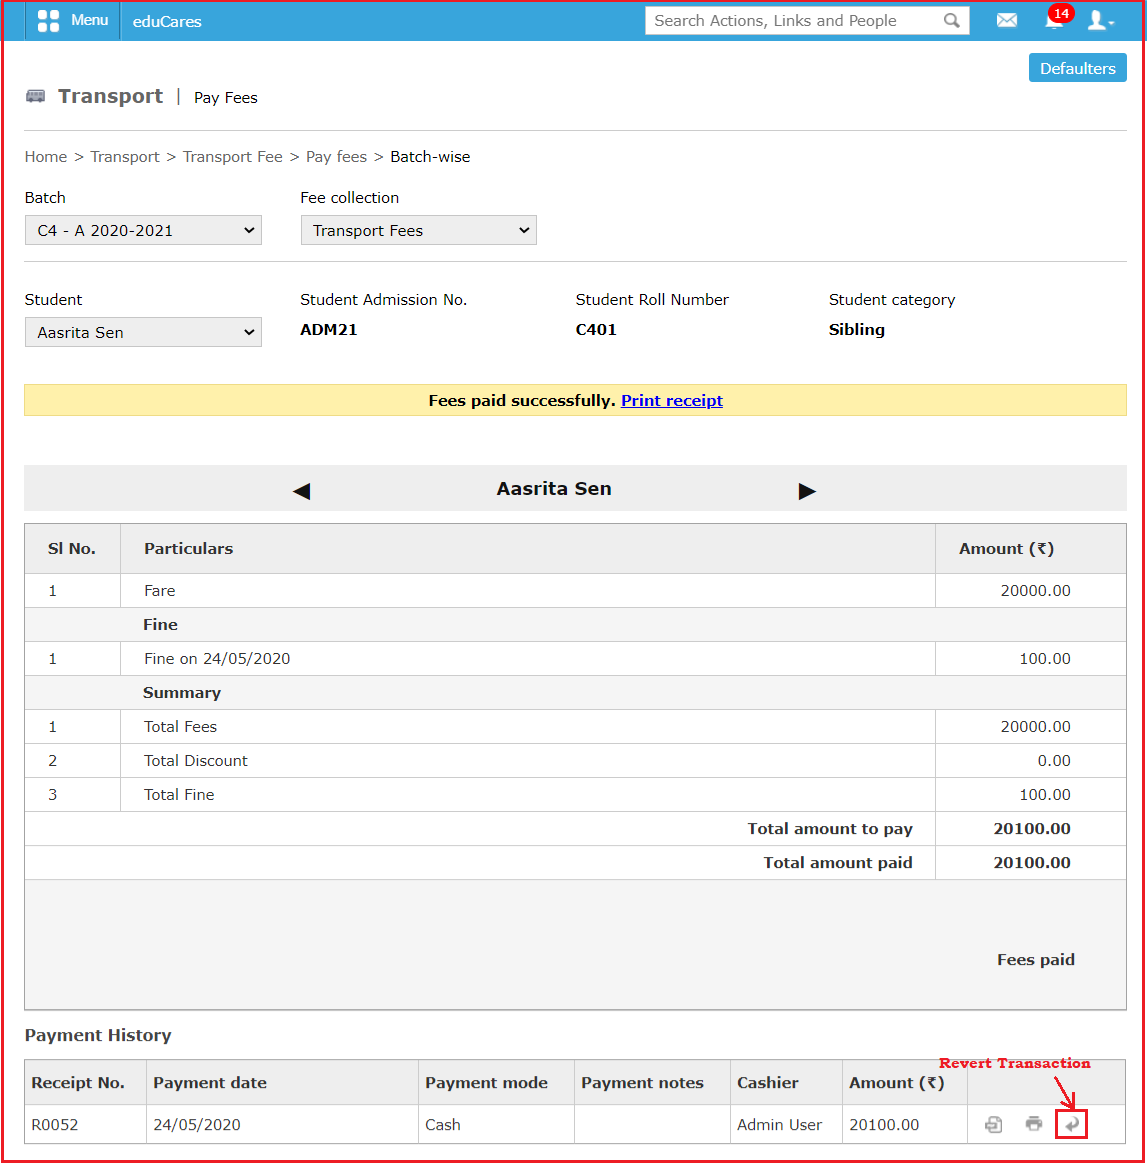 Menu eduCares Search Actions, Links and People 14
Defaulters
Transport | Pay Fees
Home > Transport > Transport Fee > Pay fees > Batch-wise
Batch Fee collection
C4 - A 2020-2021 Transport Fees
Student Student Admission No. Student Roll Number Student category
Aasrita Sen ADM21 C401 Sibling
Fees paid successfully. Print receipt
Aasrita Sen
Sl No. Particulars Amount (₹)
1 Fare 20000.00
Fine
1 Fine on 24/05/2020 100.00
Summary
1 Total Fees 20000.00
2 Total Discount 0.00
3 Total Fine 100.00
Total amount to pay 20100.00
Total amount paid 20100.00
Fees paid
Payment History
Revert Transaction
Receipt No. Payment date Payment mode Payment notes Cashier Amount (₹)
R0052 24/05/2020 Cash Admin User 20100.00